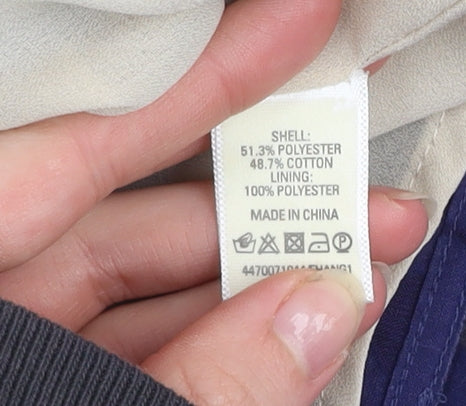 SHELL:
51.3% POLYESTER
48.7% COTTON
LINING:
100% POLYESTER
MADE IN CHINA